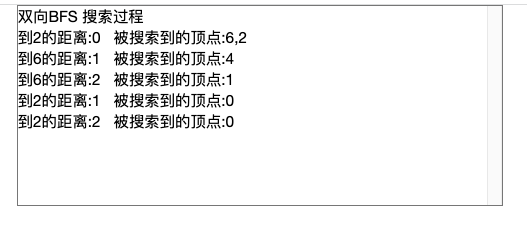 双向BFS 搜索过程
到2的距离:0 被搜索到的顶点:6,2
到6的距离:1 被搜索到的顶点:4
到6的距离:2 被搜索到的顶点:1
到2的距离:1 被搜索到的顶点:0
到2的距离:2 被搜索到的顶点:0